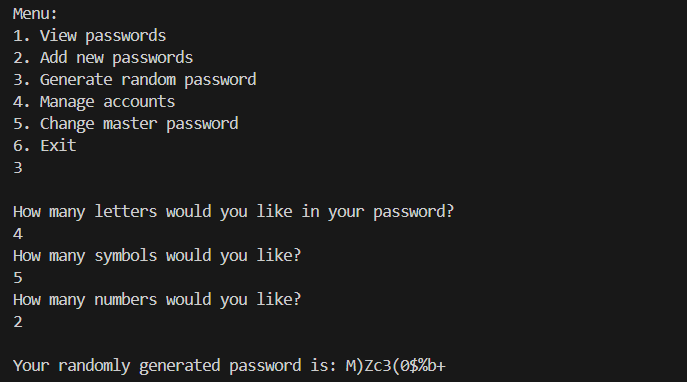 Menu:
1. View passwords
2. Add new passwords
3. Generate random password
4. Manage accounts
5. Change master password
6. Exit
3
How many letters would you like in your password?
4
How many symbols would you like?
5
How many numbers would you like?
2
Your randomly generated password is: M)Zc3(0$%b+